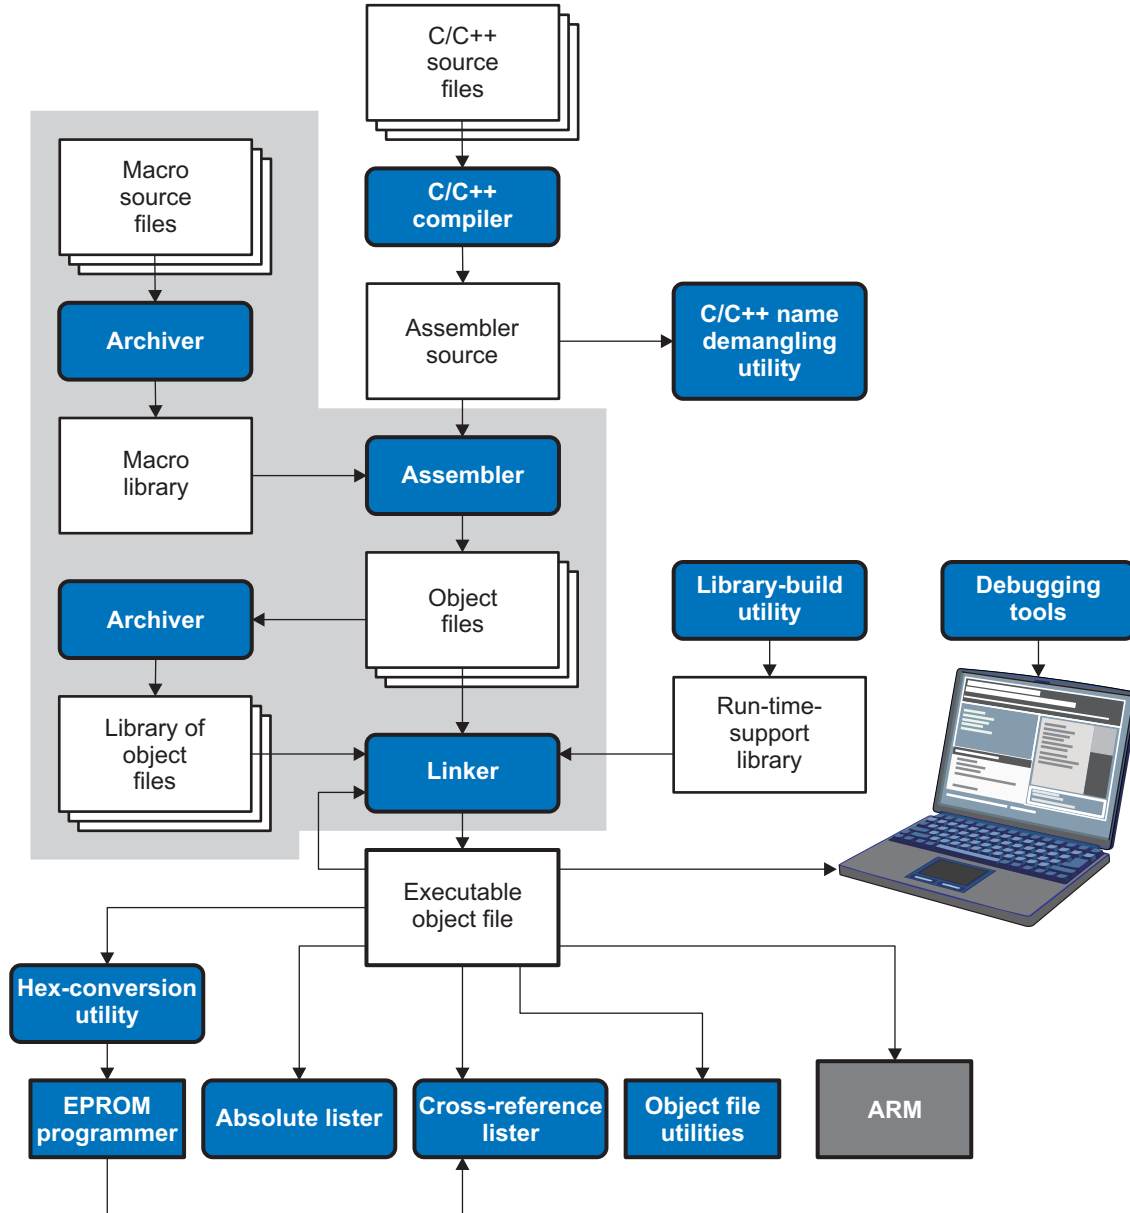 C/C++
source
files
Macro
source
files
C/C++
compiler
Archiver
Assembler
source
C/C++ name
demangling
utility
Macro
library
Assembler
Archiver
Object
files
Library-build
utility
Debugging
tools
Library of
object
files
Linker
Run-time-
support
library
Executable
object file
Hex-conversion
utility
EPROM
programmer
Absolute lister
Cross-reference
lister
Object file
utilities
ARM